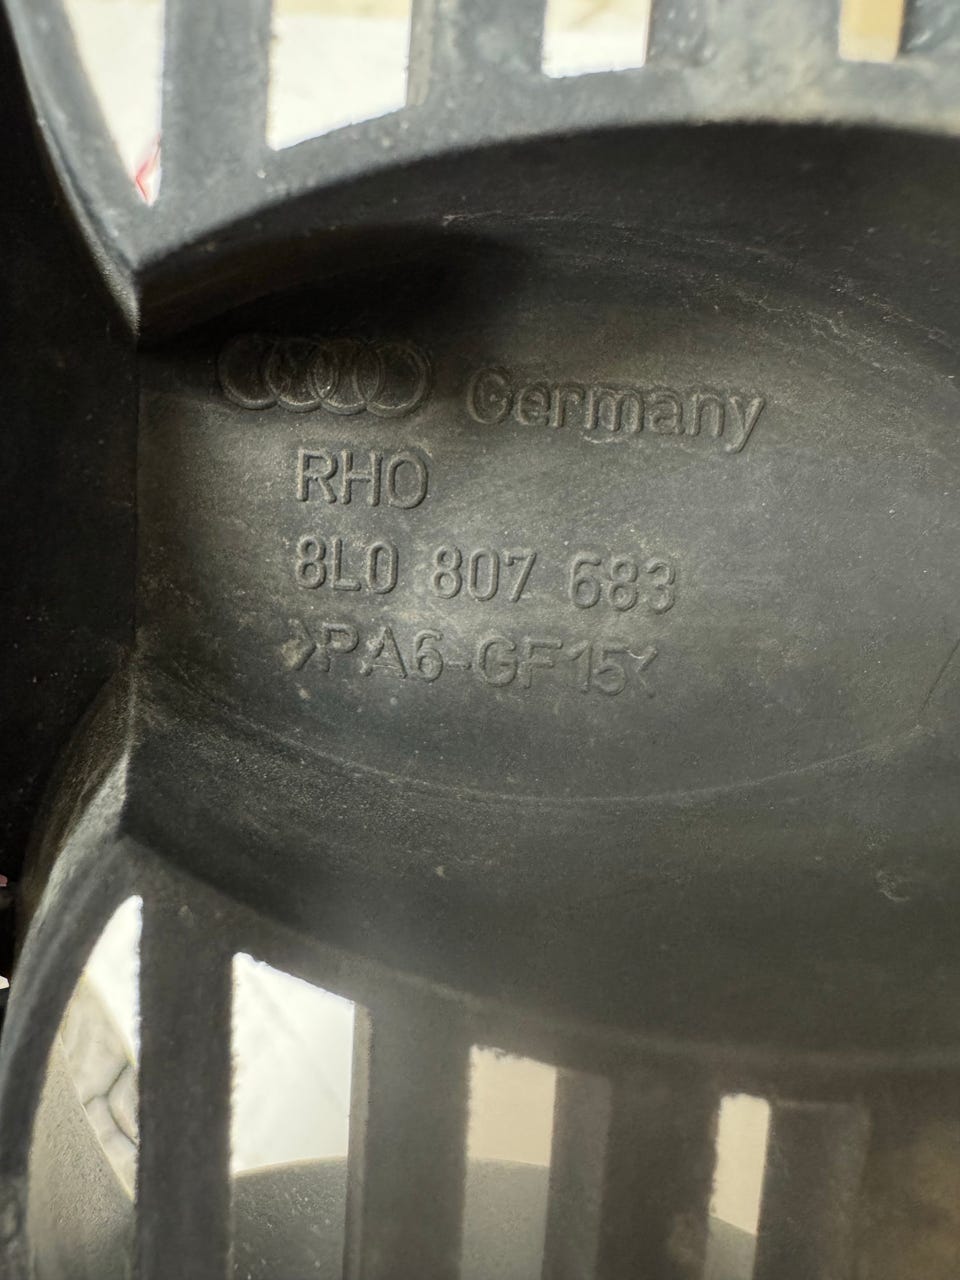 Germany
RHO
8L0 807 683
>PA6-GF15<